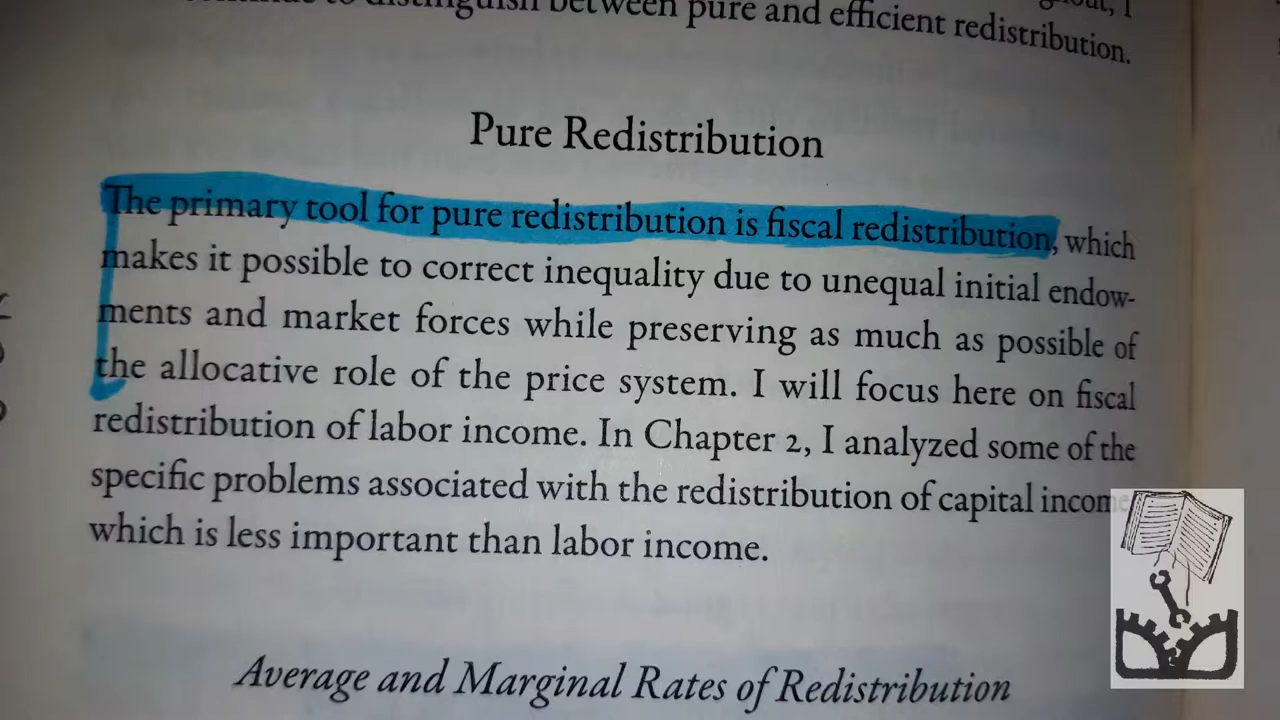 continue to distinguish between pure and efficient redistribution.
Pure Redistribution
The primary tool for pure redistribution is fiscal redistribution, which
makes it possible to correct inequality due to unequal initial endow-
ments and market forces while preserving as much as possible of
the allocative role of the price system. I will focus here on fiscal
redistribution of labor income. In Chapter 2, I analyzed some of the
specific problems associated with the redistribution of capital incom
which is less important than labor income.
Average and Marginal Rates of Redistribution